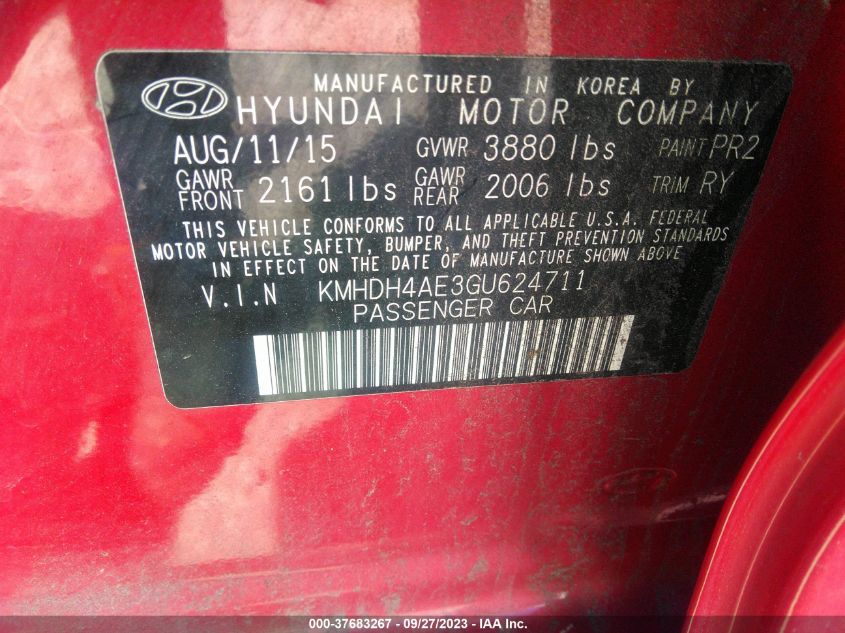 MANUFACTURED IN KOREA BY
HYUNDAI MOTOR COMPANY
AUG/11/15 GVWR 3880 lbs PAINT PR2
GAWR FRONT 2161 lbs GAWR REAR 2006 lbs TRIM RY
THIS VEHICLE CONFORMS TO ALL APPLICABLE U.S.A. FEDERAL
MOTOR VEHICLE SAFETY, BUMPER, AND THEFT PREVENTION STANDARDS
IN EFFECT ON THE DATE OF MANUFACTURE SHOWN ABOVE
V.I.N KMHDH4AE3GU624711
PASSENGER CAR
000-37683267 - 09/27/2023 - IAA Inc.